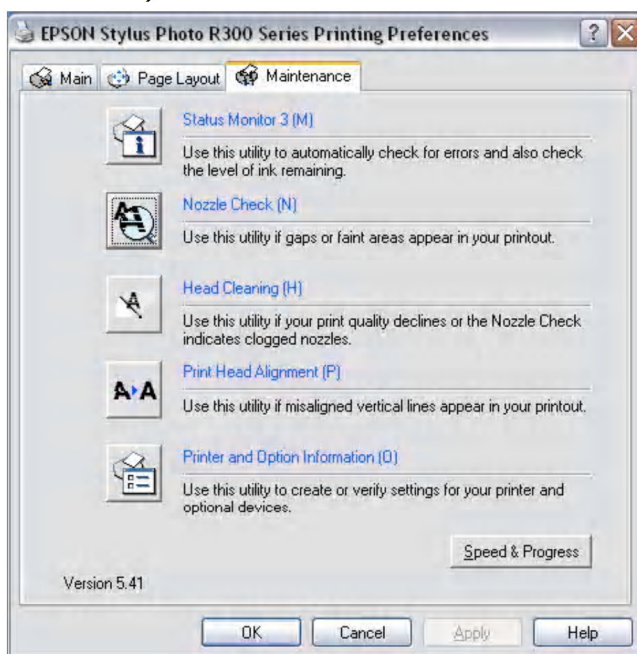 EPSON Stylus Photo R300 Series Printing Preferences
Main
Page Layout
Maintenance
Status Monitor 3 (M)
Use this utility to automatically check for errors and also check
the level of ink remaining.
Nozzle Check (N)
Use this utility if gaps or faint areas appear in your printout.
Head Cleaning (H)
Use this utility if your print quality declines or the Nozzle Check
indicates clogged nozzles.
Print Head Alignment (P)
Use this utility if misaligned vertical lines appear in your printout.
Printer and Option Information (O)
Use this utility to create or verify settings for your printer and
optional devices.
Speed & Progress
Version 5.41
OK
Cancel
Apply
Help